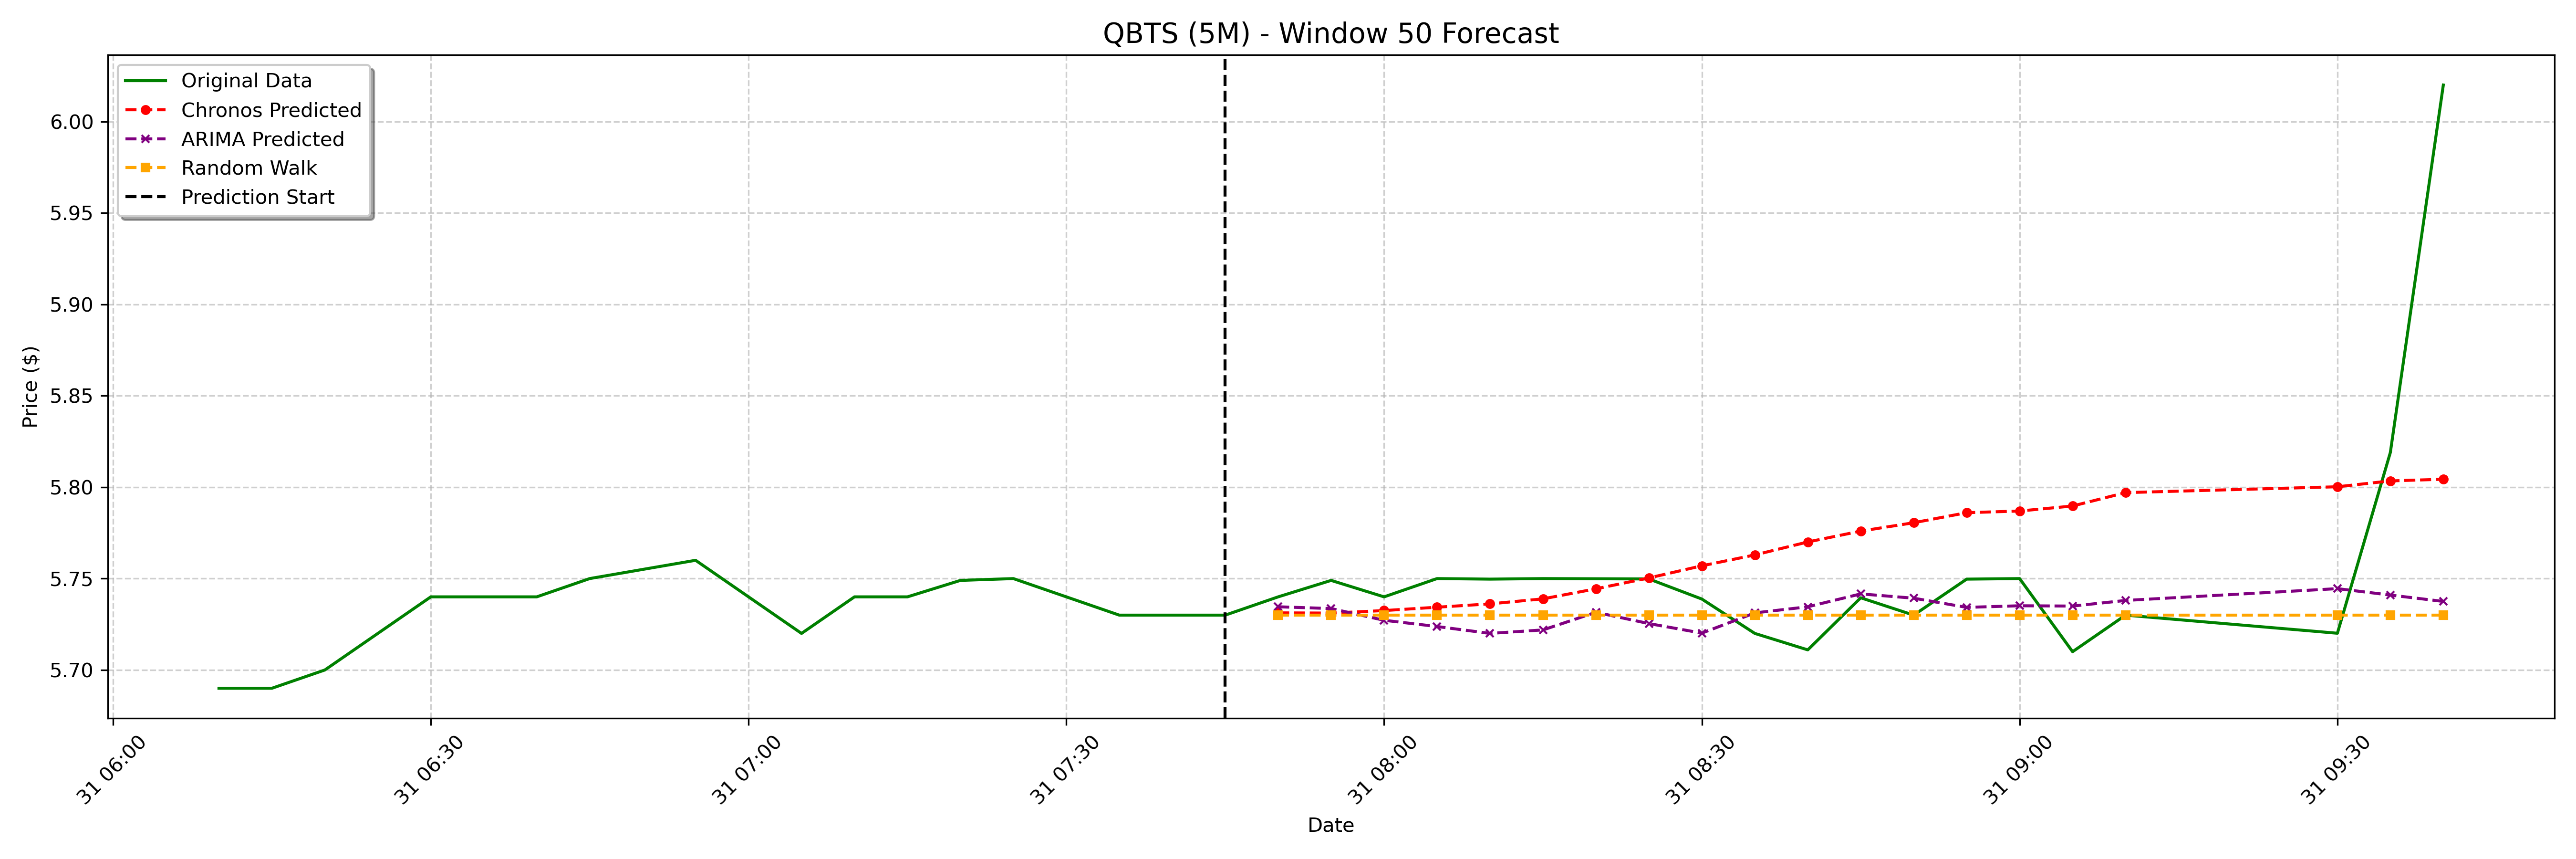 QBTS (5M) - Window 50 Forecast
Original Data
Chronos Predicted
ARIMA Predicted
Random Walk
Prediction Start
Price ($)
6.00
5.95
5.90
5.85
5.80
5.75
5.70
31 06:00
31 06:30
31 07:00
31 07:30
31 08:00
31 08:30
31 09:00
31 09:30
Date